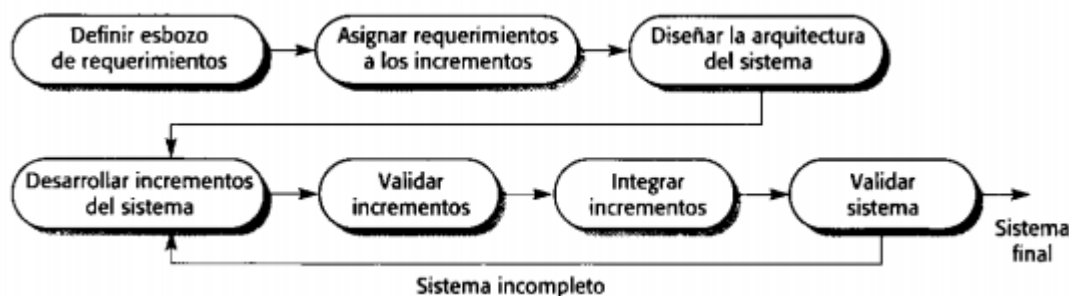 Definir esbozo
de requerimientos
Asignar requerimientos
a los incrementos
Diseñar la arquitectura
del sistema
Desarrollar incrementos
del sistema
Validar
incrementos
Integrar
incrementos
Validar
sistema
Sistema
final
Sistema incompleto